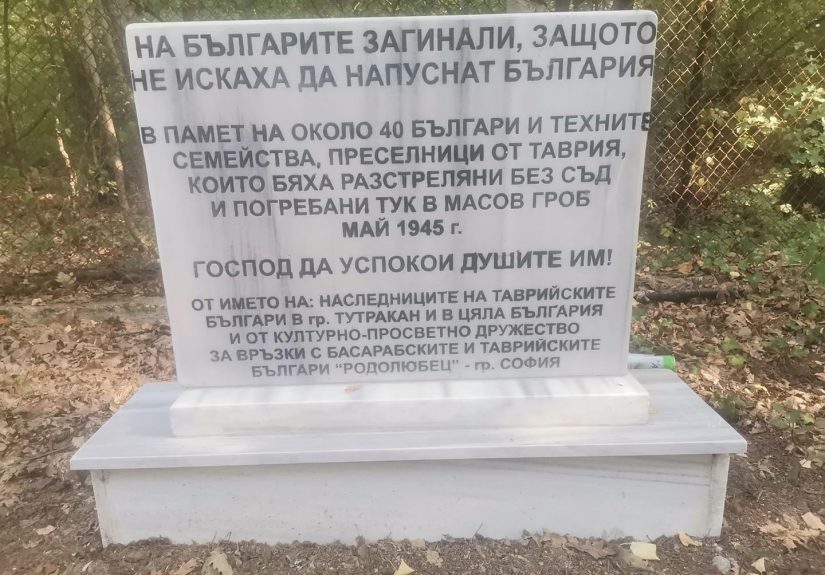 НА БЪЛГАРИТЕ ЗАГИНАЛИ, ЗАЩОТО
НЕ ИСКАХА ДА НАПУСНАТ БЪЛГАРИЯ
В ПАМЕТ НА ОКОЛО 40 БЪЛГАРИ И ТЕХНИТЕ
СЕМЕЙСТВА, ПРЕСЕЛНИЦИ ОТ ТАВРИЯ,
КОИТО БЯХА РАЗСТРЕЛЯНИ БЕЗ СЪД
И ПОГРЕБАНИ ТУК В МАСОВ ГРОБ
МАЙ 1945 г.
ГОСПОД ДА УСПОКОИ ДУШИТЕ ИМ!
ОТ ИМЕТО НА: НАСЛЕДНИЦИТЕ НА ТАВРИЙСКИТЕ
БЪЛГАРИ В гр. ТУТРАКАН И В ЦЯЛА БЪЛГАРИЯ
И ОТ КУЛТУРНО-ПРОСВЕТНО ДРУЖЕСТВО
ЗА ВРЪЗКИ С БАСАРАБСКИТЕ И ТАВРИЙСКИТЕ
БЪЛГАРИ "РОДОЛЮБЕЦ" - гр. СОФИЯ